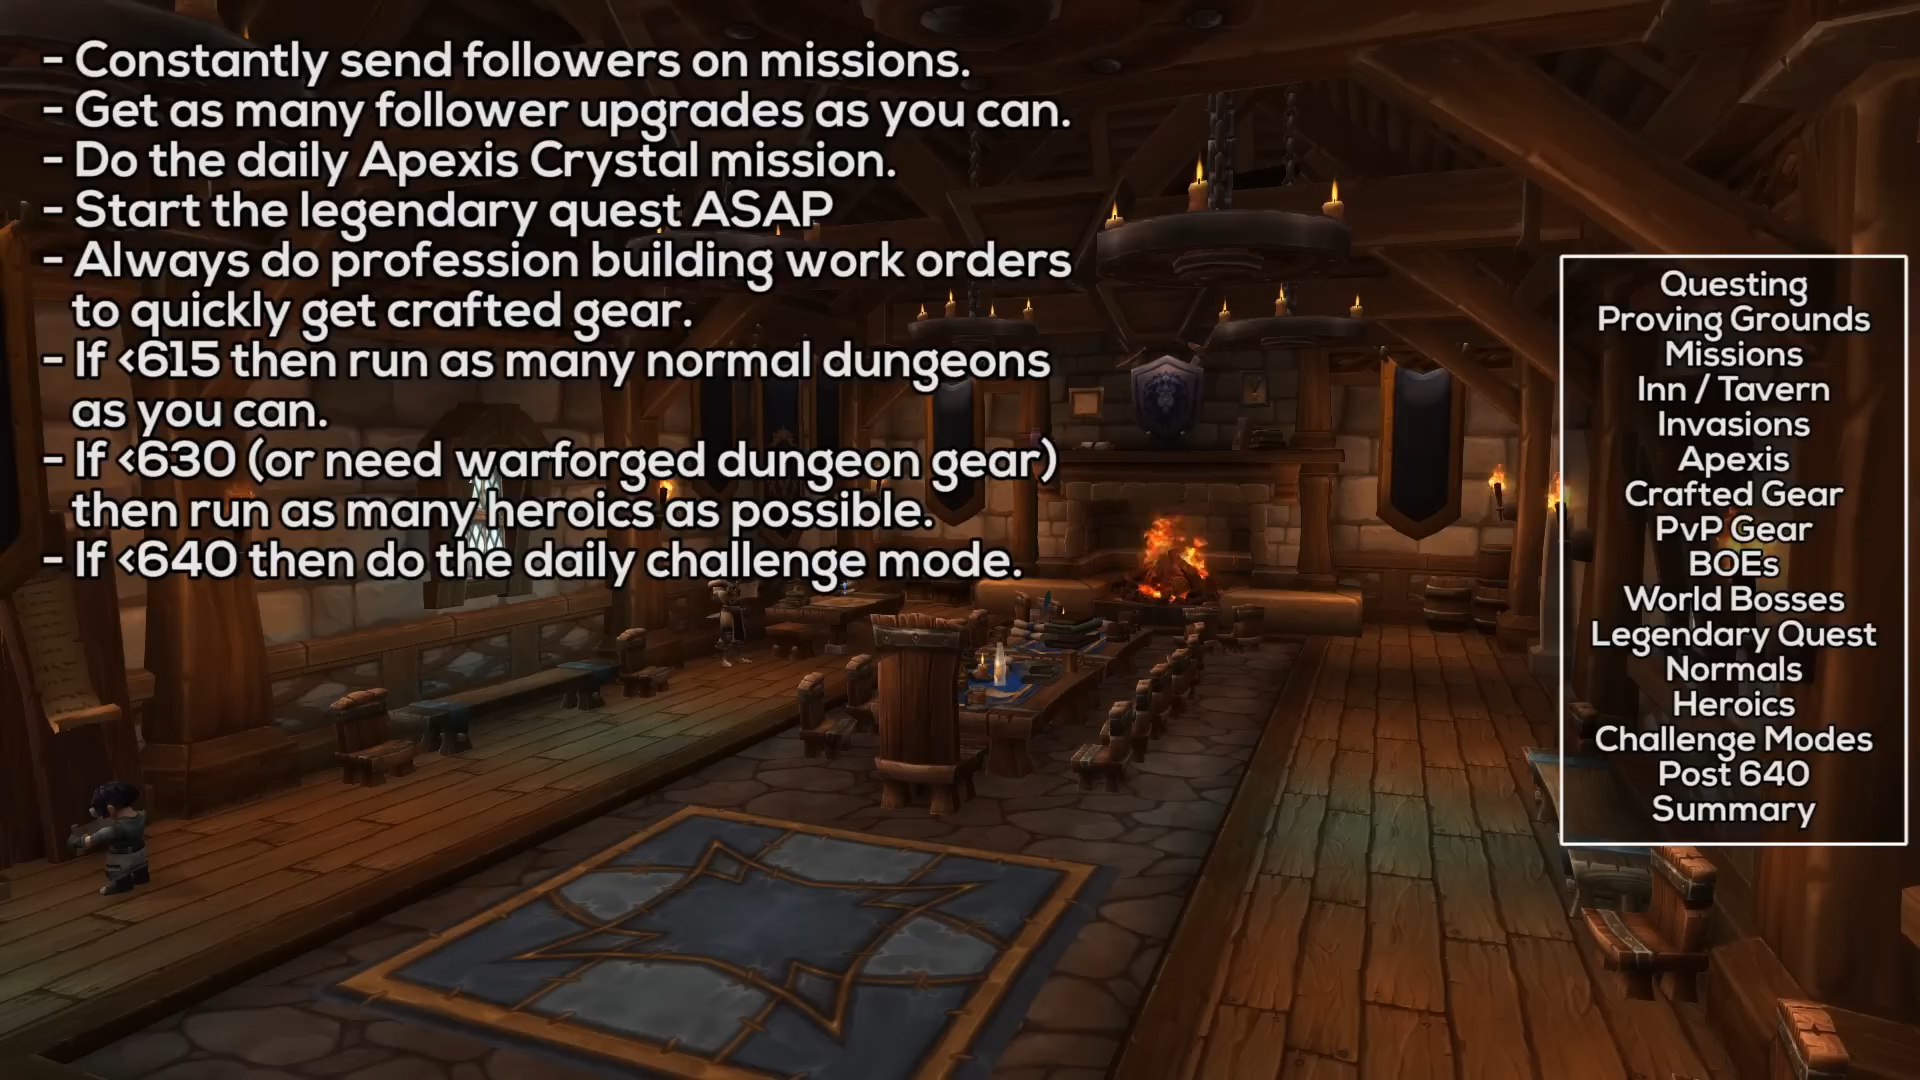 - Constantly send followers on missions.
- Get as many follower upgrades as you can.
- Do the daily Apexis Crystal mission.
- Start the legendary quest ASAP
- Always do profession building work orders
to quickly get crafted gear.
- If <615 then run as many normal dungeons
as you can.
- If <630 (or need warforged dungeon gear)
then run as many heroics as possible.
- If <640 then do the daily challenge mode.
Questing
Proving Grounds
Missions
Inn / Tavern
Invasions
Apexis
Crafted Gear
PvP Gear
BOEs
World Bosses
Legendary Quest
Normals
Heroics
Challenge Modes
Post 640
Summary